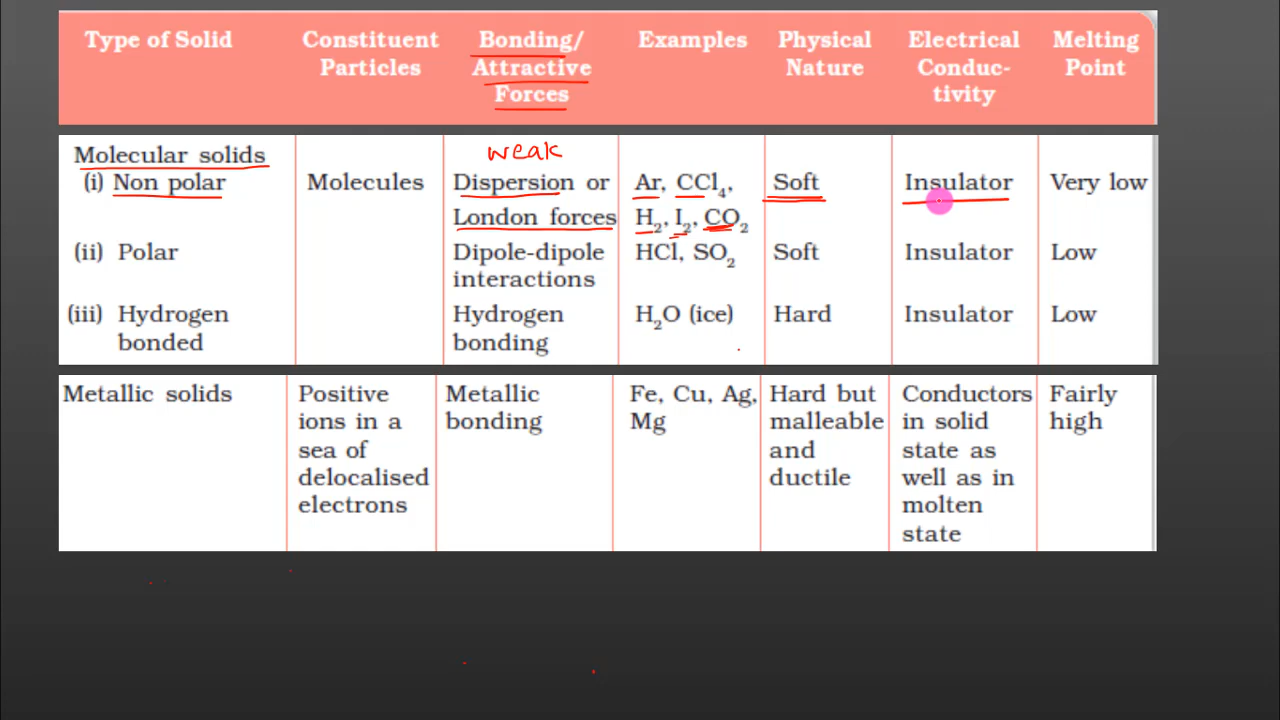 Type of Solid Constituent Bonding/ Examples Physical Electrical Melting
Particles Attractive Nature Conduc- Point
Forces tivity
Molecular solids weak
(i) Non polar Molecules Dispersion or Ar, CCl4, Soft Insulator Very low
London forces H2, I2, CO2
(ii) Polar Dipole-dipole HCl, SO2 Soft Insulator Low
interactions
(iii) Hydrogen Hydrogen H2O (ice) Hard Insulator Low
bonded bonding
Metallic solids Positive Metallic Fe, Cu, Ag, Hard but Conductors Fairly
ions in a bonding Mg malleable in solid high
sea of and state as
delocalised ductile well as in
electrons molten
state